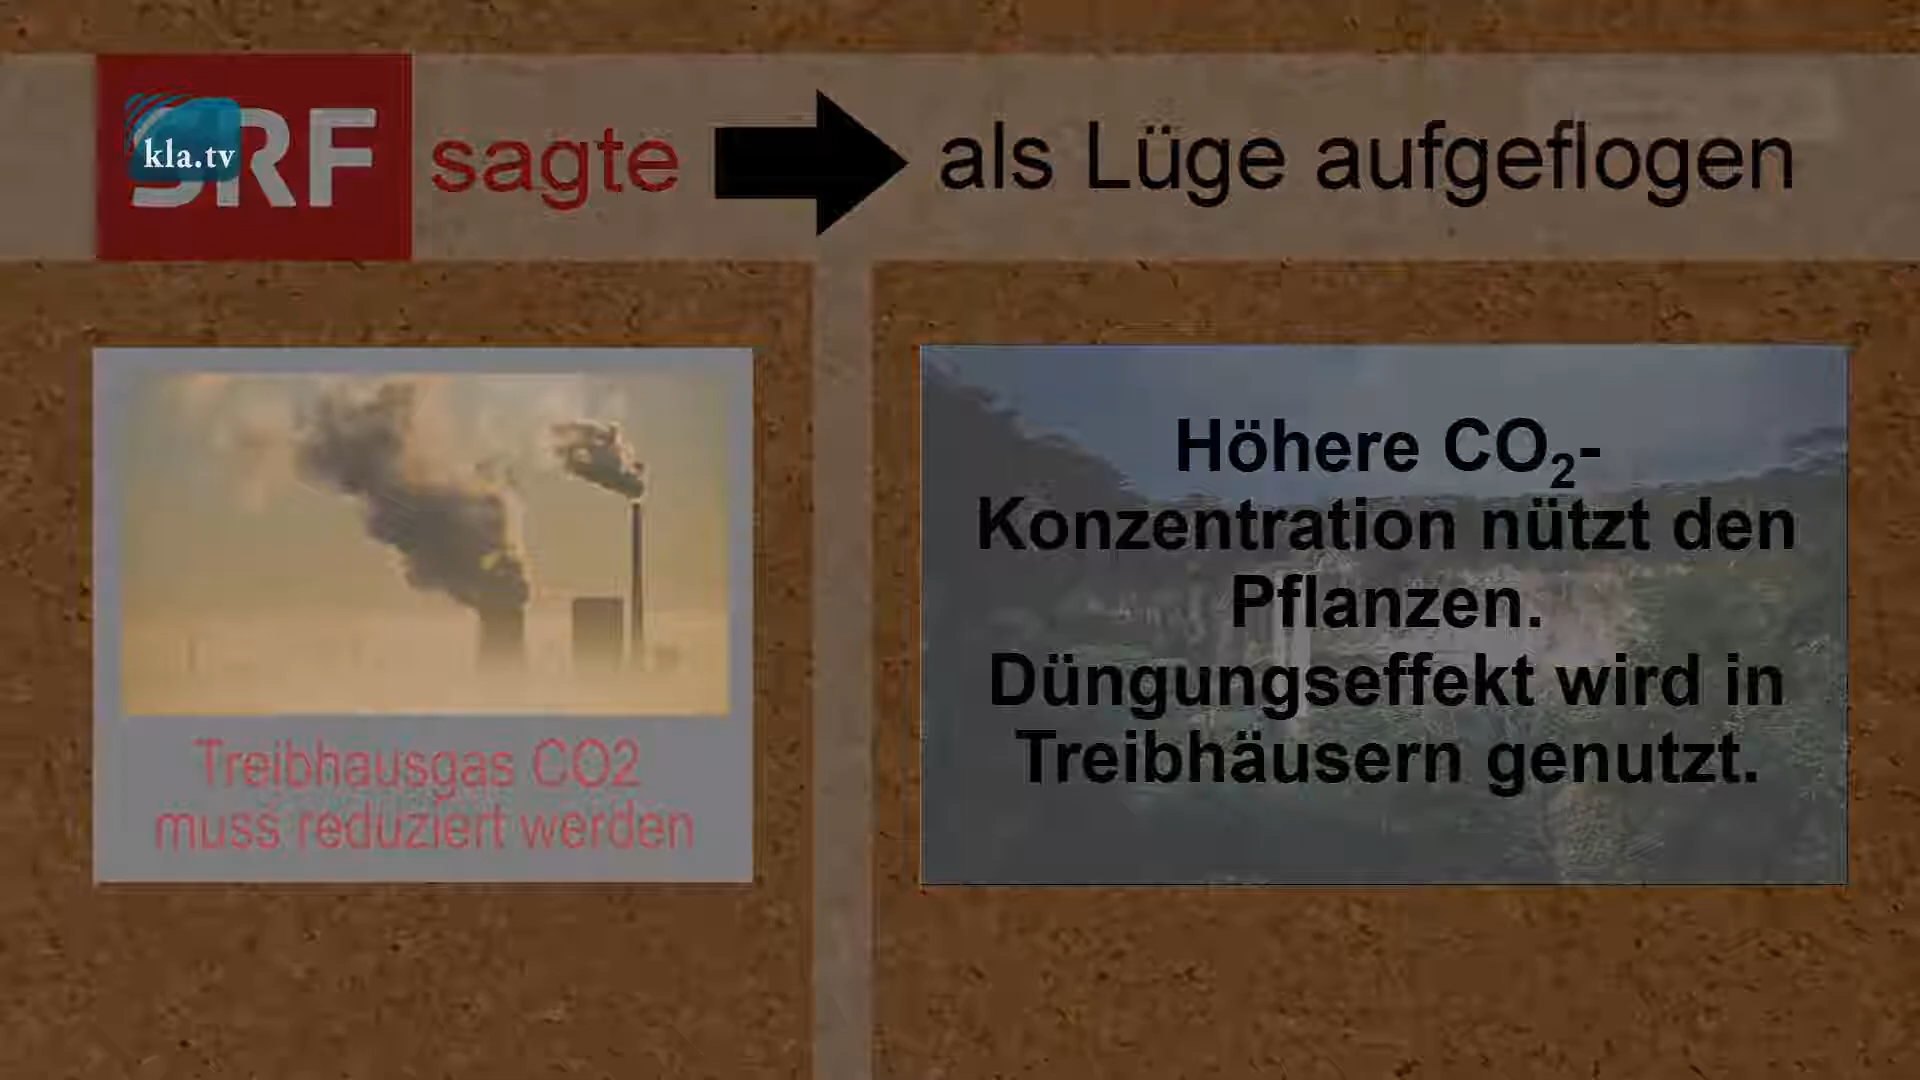 SRF sagte als Lüge aufgeflogen
kla.tv
Treibhausgas CO2
muss reduziert werden
Höhere CO₂-
Konzentration nützt den
Pflanzen.
Düngungseffekt wird in
Treibhäusern genutzt.